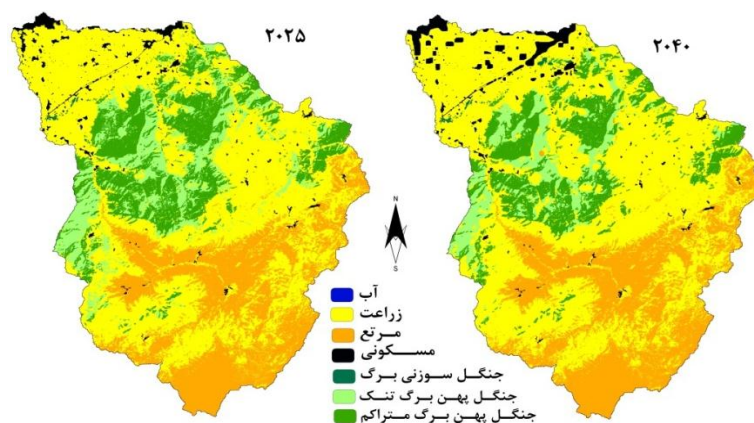 ۲۰۲۵
۲۰۴۰
N
S
آب
زراعت
مرتع
مسکونی
جنگل سوزنی برگ
جنگل پهن برگ تنک
جنگل پهن برگ متراکم